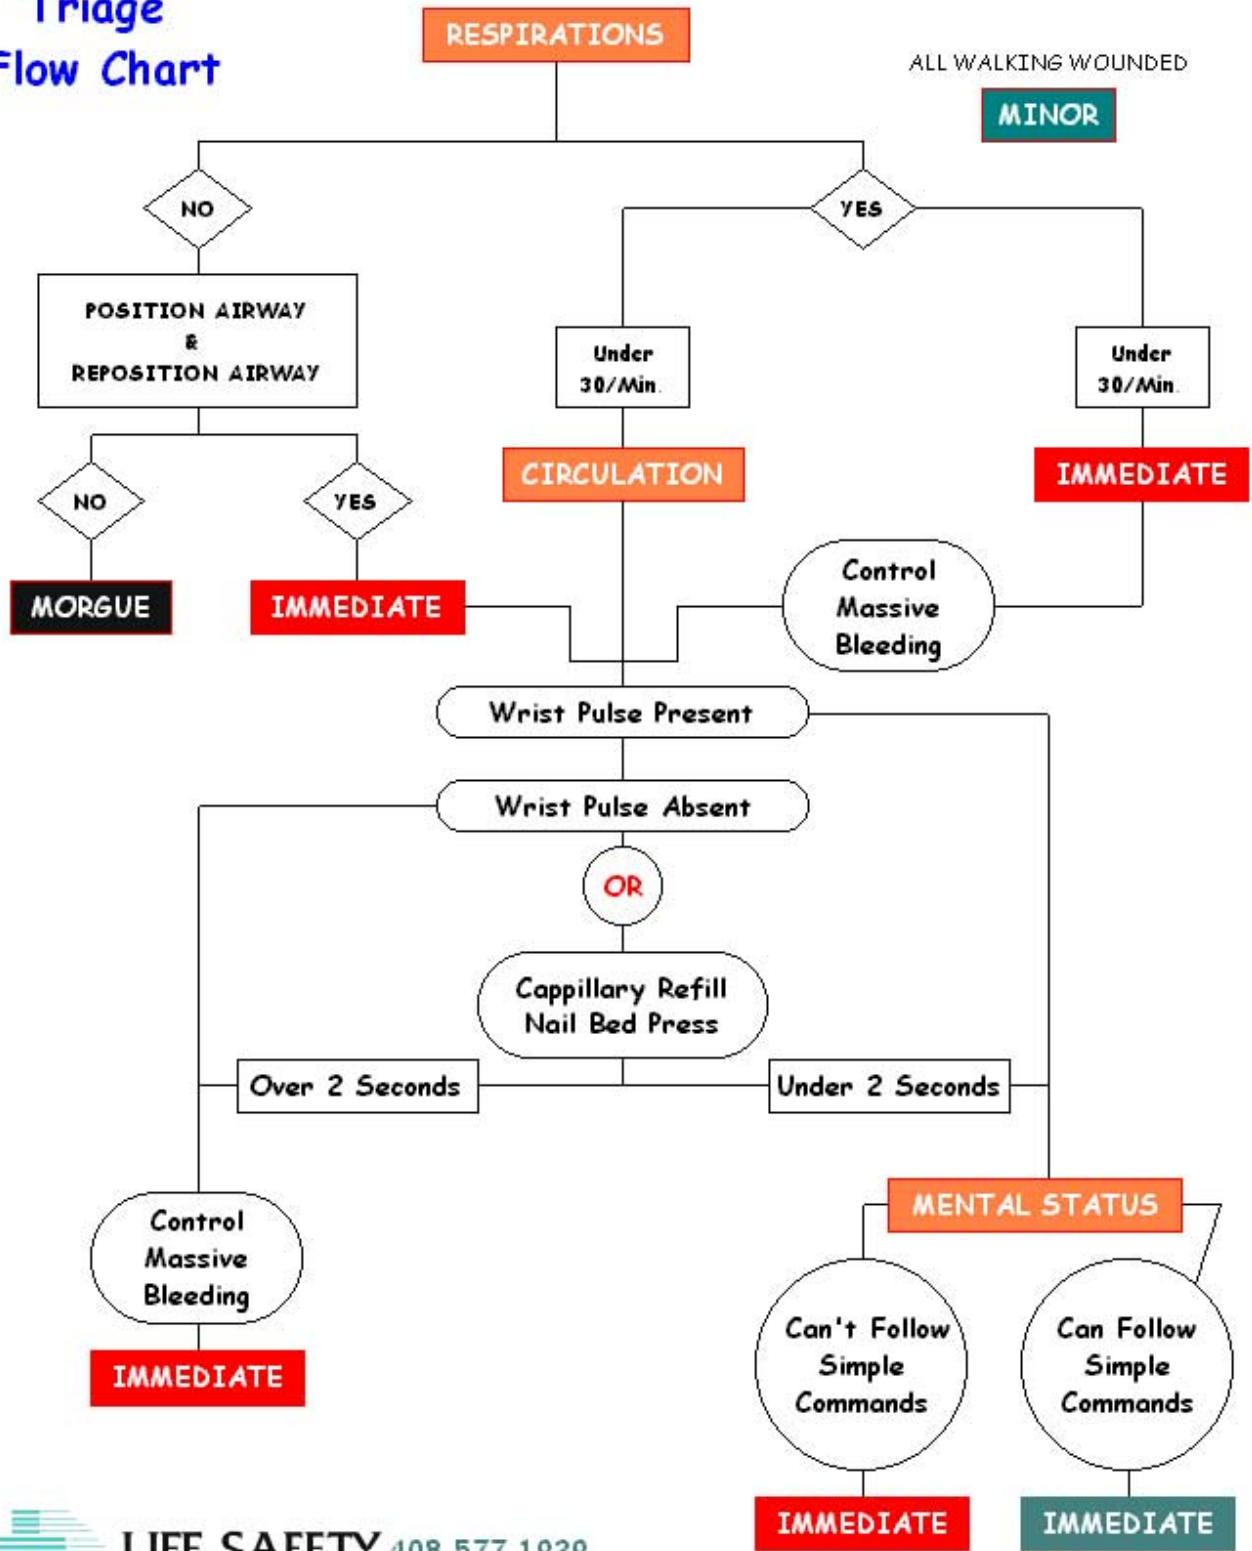 Triage
Flow Chart
RESPIRATIONS
ALL WALKING WOUNDED
MINOR
NO
YES
POSITION AIRWAY
&
REPOSITION AIRWAY
Under
30/Min.
Under
30/Min.
CIRCULATION
IMMEDIATE
NO
YES
MORGUE
IMMEDIATE
Control
Massive
Bleeding
Wrist Pulse Present
Wrist Pulse Absent
OR
Cappillary Refill
Nail Bed Press
Over 2 Seconds
Under 2 Seconds
Control
Massive
Bleeding
IMMEDIATE
MENTAL STATUS
Can't Follow
Simple
Commands
Can Follow
Simple
Commands
IMMEDIATE
IMMEDIATE
LIFE SAFETY 408.577.1929